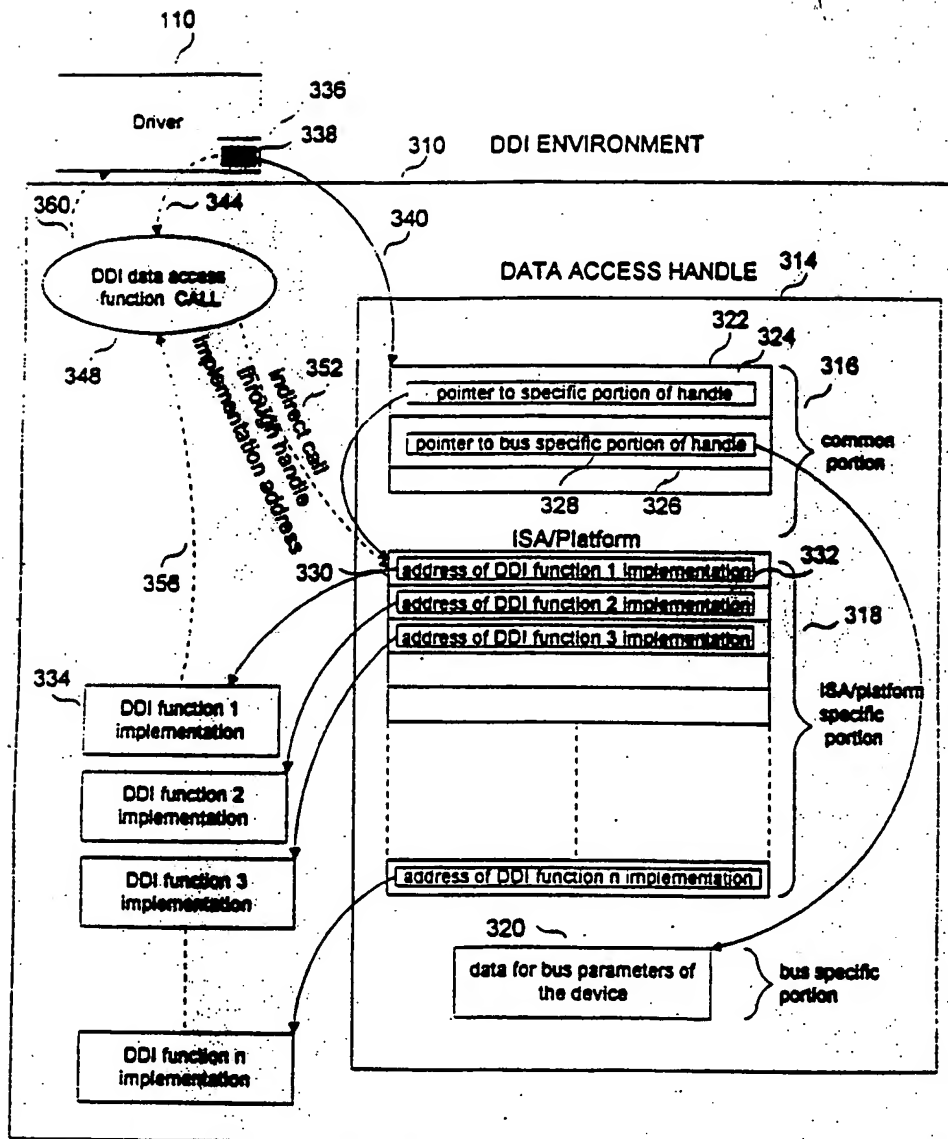 110
336
Driver
338
DDI ENVIRONMENT
310
360
344
340
DDI data access
function CALL
DATA ACCESS HANDLE
314
322
324
348
352
316
indirect call
through handle
implementation address
pointer to specific portion of handle
common
portion
pointer to bus specific portion of handle
328
326
ISA/Platform
356
330
address of DDI function 1 implementation
332
address of DDI function 2 implementation
318
address of DDI function 3 implementation
334
DDI function 1
implementation
ISA/platform
specific
portion
DDI function 2
implementation
DDI function 3
implementation
address of DDI function n implementation
320
data for bus parameters of
the device
bus specific
portion
DDI function n
implementation